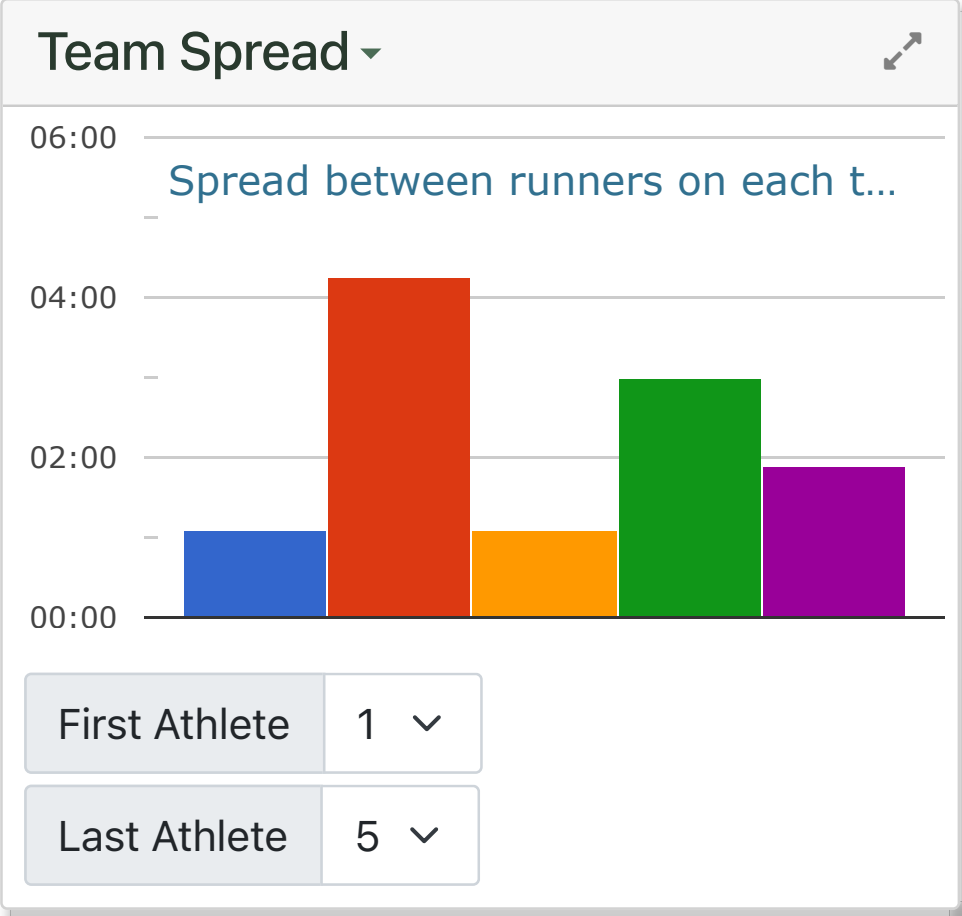 Team Spread
06:00
Spread between runners on each t...
04:00
02:00
00:00
First Athlete 1
Last Athlete 5